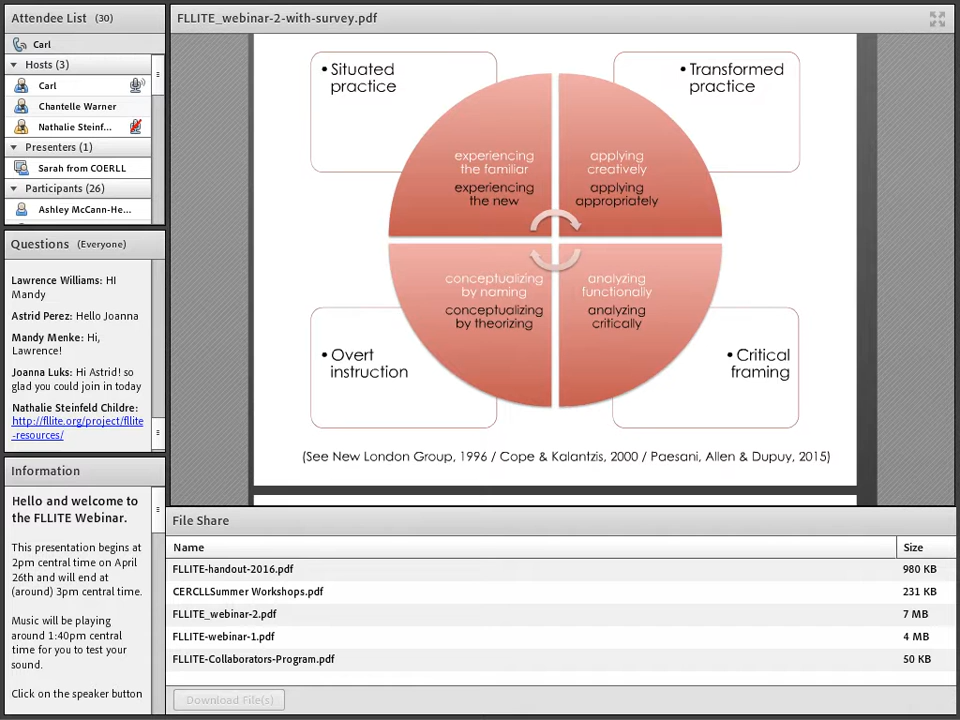 Attendee List (30)
Carl
Hosts (3)
Carl
Chantelle Warner
Nathalie Steinf...
Presenters (1)
Sarah from COERLL
Participants (26)
Ashley McCann-He...
Questions (Everyone)
Lawrence Williams: HI
Mandy
Astrid Perez: Hello Joanna
Mandy Menke: Hi,
Lawrence!
Joanna Luks: Hi Astrid! so
glad you could join in today
Nathalie Steinfeld Childre:
http://fllite.org/project/fllite
-resources/
Information
Hello and welcome to
the FLLITE Webinar.
This presentation begins at
2pm central time on April
26th and will end at
(around) 3pm central time.
Music will be playing
around 1:40pm central
time for you to test your
sound.
Click on the speaker button
FLLITE_webinar-2-with-survey.pdf
• Situated
practice
• Transformed
practice
experiencing
the familiar
experiencing
the new
applying
creatively
applying
appropriately
conceptualizing
by naming
conceptualizing
by theorizing
analyzing
functionally
analyzing
critically
• Overt
instruction
• Critical
framing
(See New London Group, 1996 / Cope & Kalantzis, 2000 / Paesani, Allen & Dupuy, 2015)
File Share
Name Size
FLLITE-handout-2016.pdf 980 KB
CERCLLSummer Workshops.pdf 231 KB
FLLITE_webinar-2.pdf 7 MB
FLLITE-webinar-1.pdf 4 MB
FLLITE-Collaborators-Program.pdf 50 KB
Download File(s)